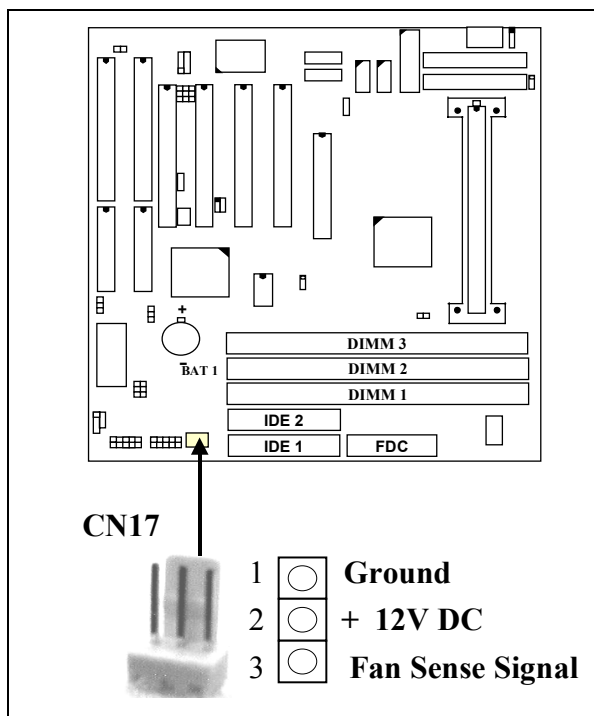 +
DIMM 3
-
BAT 1
DIMM 2
DIMM 1
IDE 2
IDE 1
FDC
CN17
1 Ground
2 + 12V DC
3 Fan Sense Signal